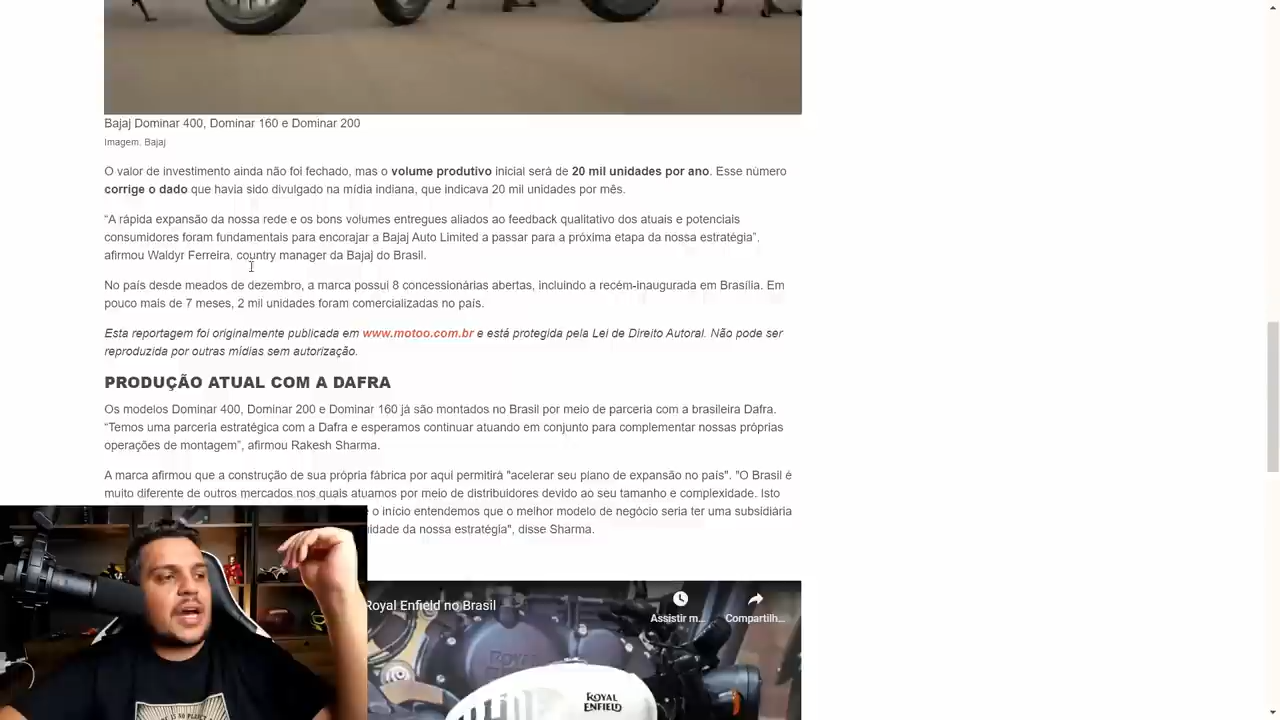 Bajaj Dominar 400, Dominar 160 e Dominar 200
Imagem. Bajaj
O valor de investimento ainda não foi fechado, mas o volume produtivo inicial será de 20 mil unidades por ano. Esse número
corrige o dado que havia sido divulgado na mídia indiana, que indicava 20 mil unidades por mês.
“A rápida expansão da nossa rede e os bons volumes entregues aliados ao feedback qualitativo dos atuais e potenciais
consumidores foram fundamentais para encorajar a Bajaj Auto Limited a passar para a próxima etapa da nossa estratégia”.
afirmou Waldyr Ferreira. country manager da Bajaj do Brasil.
No país desde meados de dezembro, a marca possui 8 concessionárias abertas, incluindo a recém-inaugurada em Brasília. Em
pouco mais de 7 meses, 2 mil unidades foram comercializadas no país.
Esta reportagem foi originalmente publicada em www.motoo.com.br e está protegida pela Lei de Direito Autoral. Não pode ser
reproduzida por outras mídias sem autorização.
PRODUÇÃO ATUAL COM A DAFRA
Os modelos Dominar 400, Dominar 200 e Dominar 160 já são montados no Brasil por meio de parceria com a brasileira Dafra.
“Temos uma parceria estratégica com a Dafra e esperamos continuar atuando em conjunto para complementar nossas próprias
operações de montagem”, afirmou Rakesh Sharma.
A marca afirmou que a construção de sua própria fábrica por aqui permitirá "acelerar seu plano de expansão no país". "O Brasil é
muito diferente de outros mercados nos quais atuamos por meio de distribuidores devido ao seu tamanho e complexidade. Isto
o início entendemos que o melhor modelo de negócio seria ter uma subsidiária
da nossa estratégia", disse Sharma.
Royal Enfield no Brasil
Assistir m...
Compartilh...
ROYAL
ENFIELD